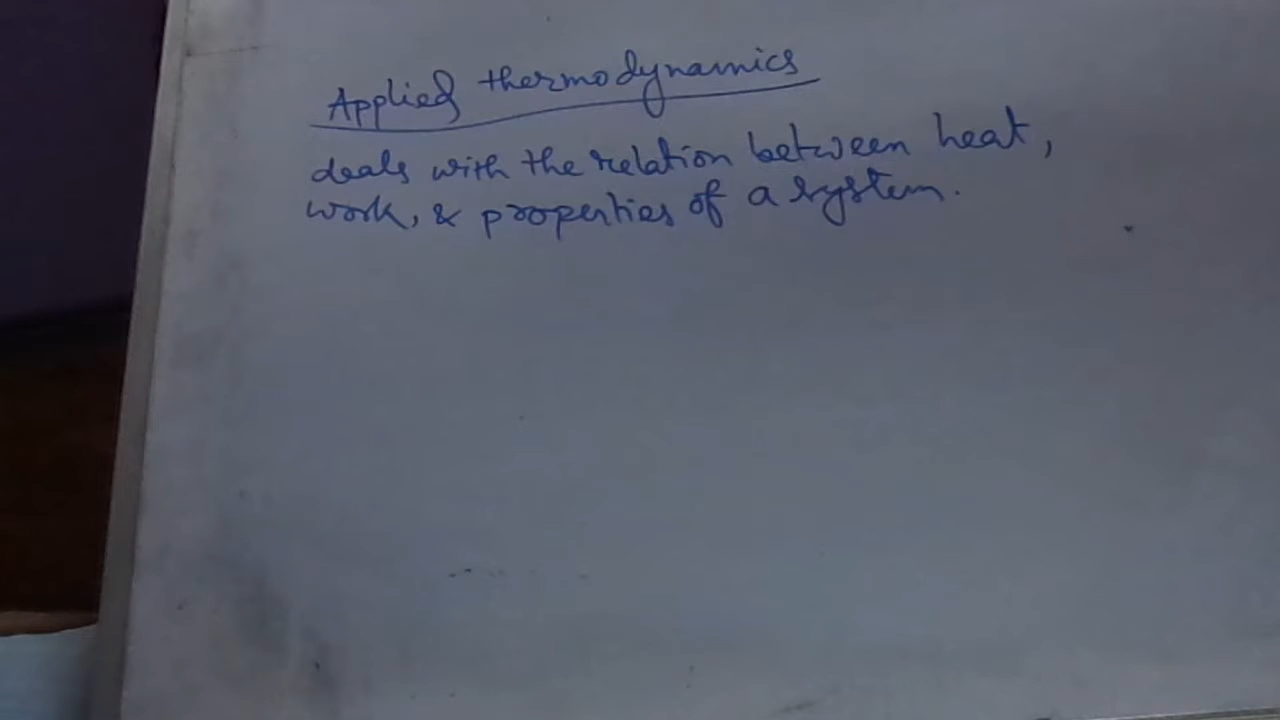 Applied thermodynamics
deals with the relation between heat,
work, & properties of a system.